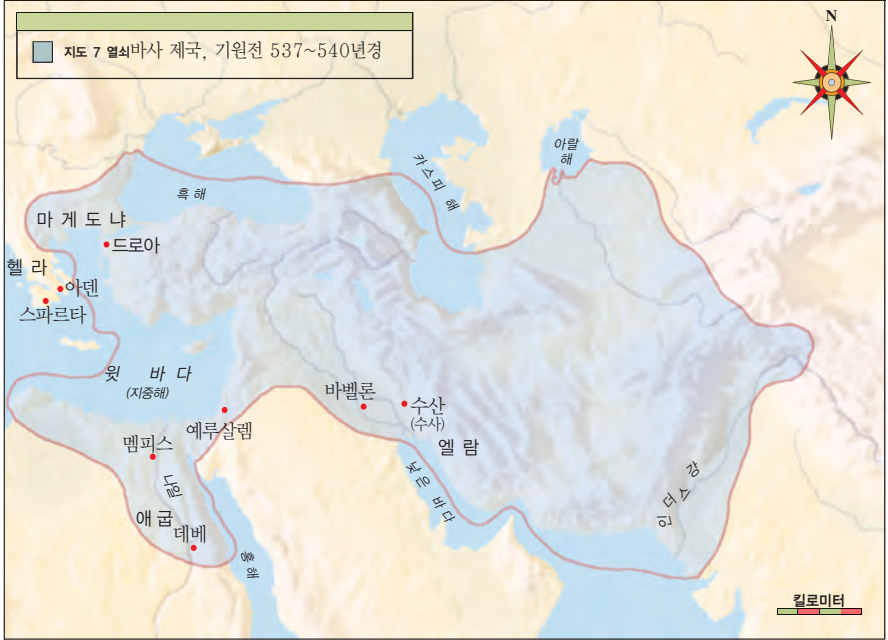 지도 7 열쇠바사 제국, 기원전 537~540년경
N
아랄
해
카스피 해
흑해
마게도냐
드로아
헬라
아덴
스파르타
윗 바다
(지중해)
바벨론
수산
(수사)
예루살렘
엘람
멤피스
낮은 바다
나일
인더스 강
애굽
데베
홍해
킬로미터